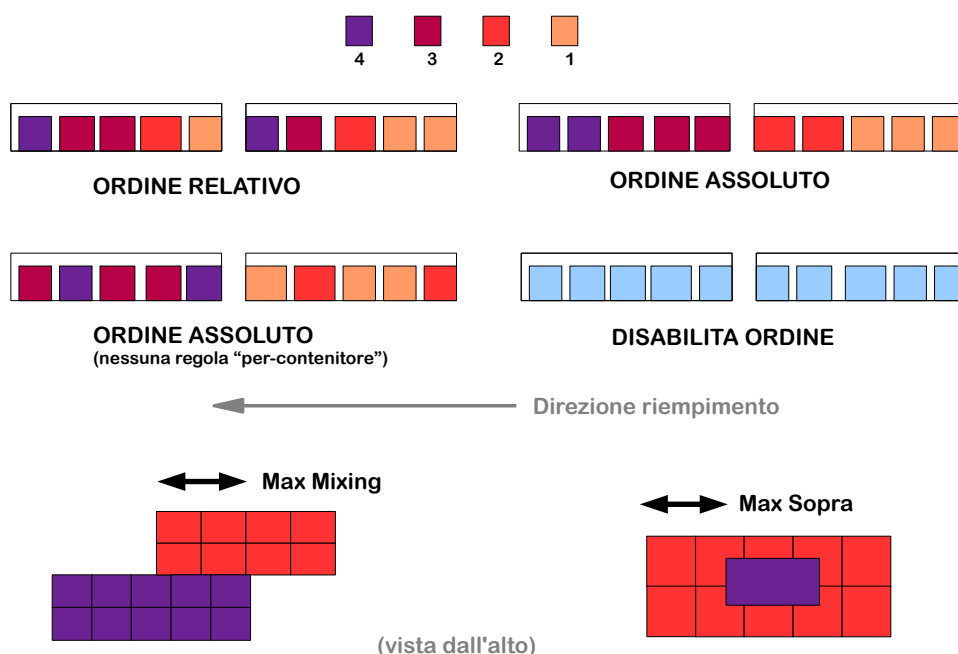 4 3 2 1
ORDINE RELATIVO
ORDINE ASSOLUTO
ORDINE ASSOLUTO
(nessuna regola “per-contenitore”)
DISABILITA ORDINE
Direzione riempimento
Max Mixing
Max Sopra
(vista dall'alto)